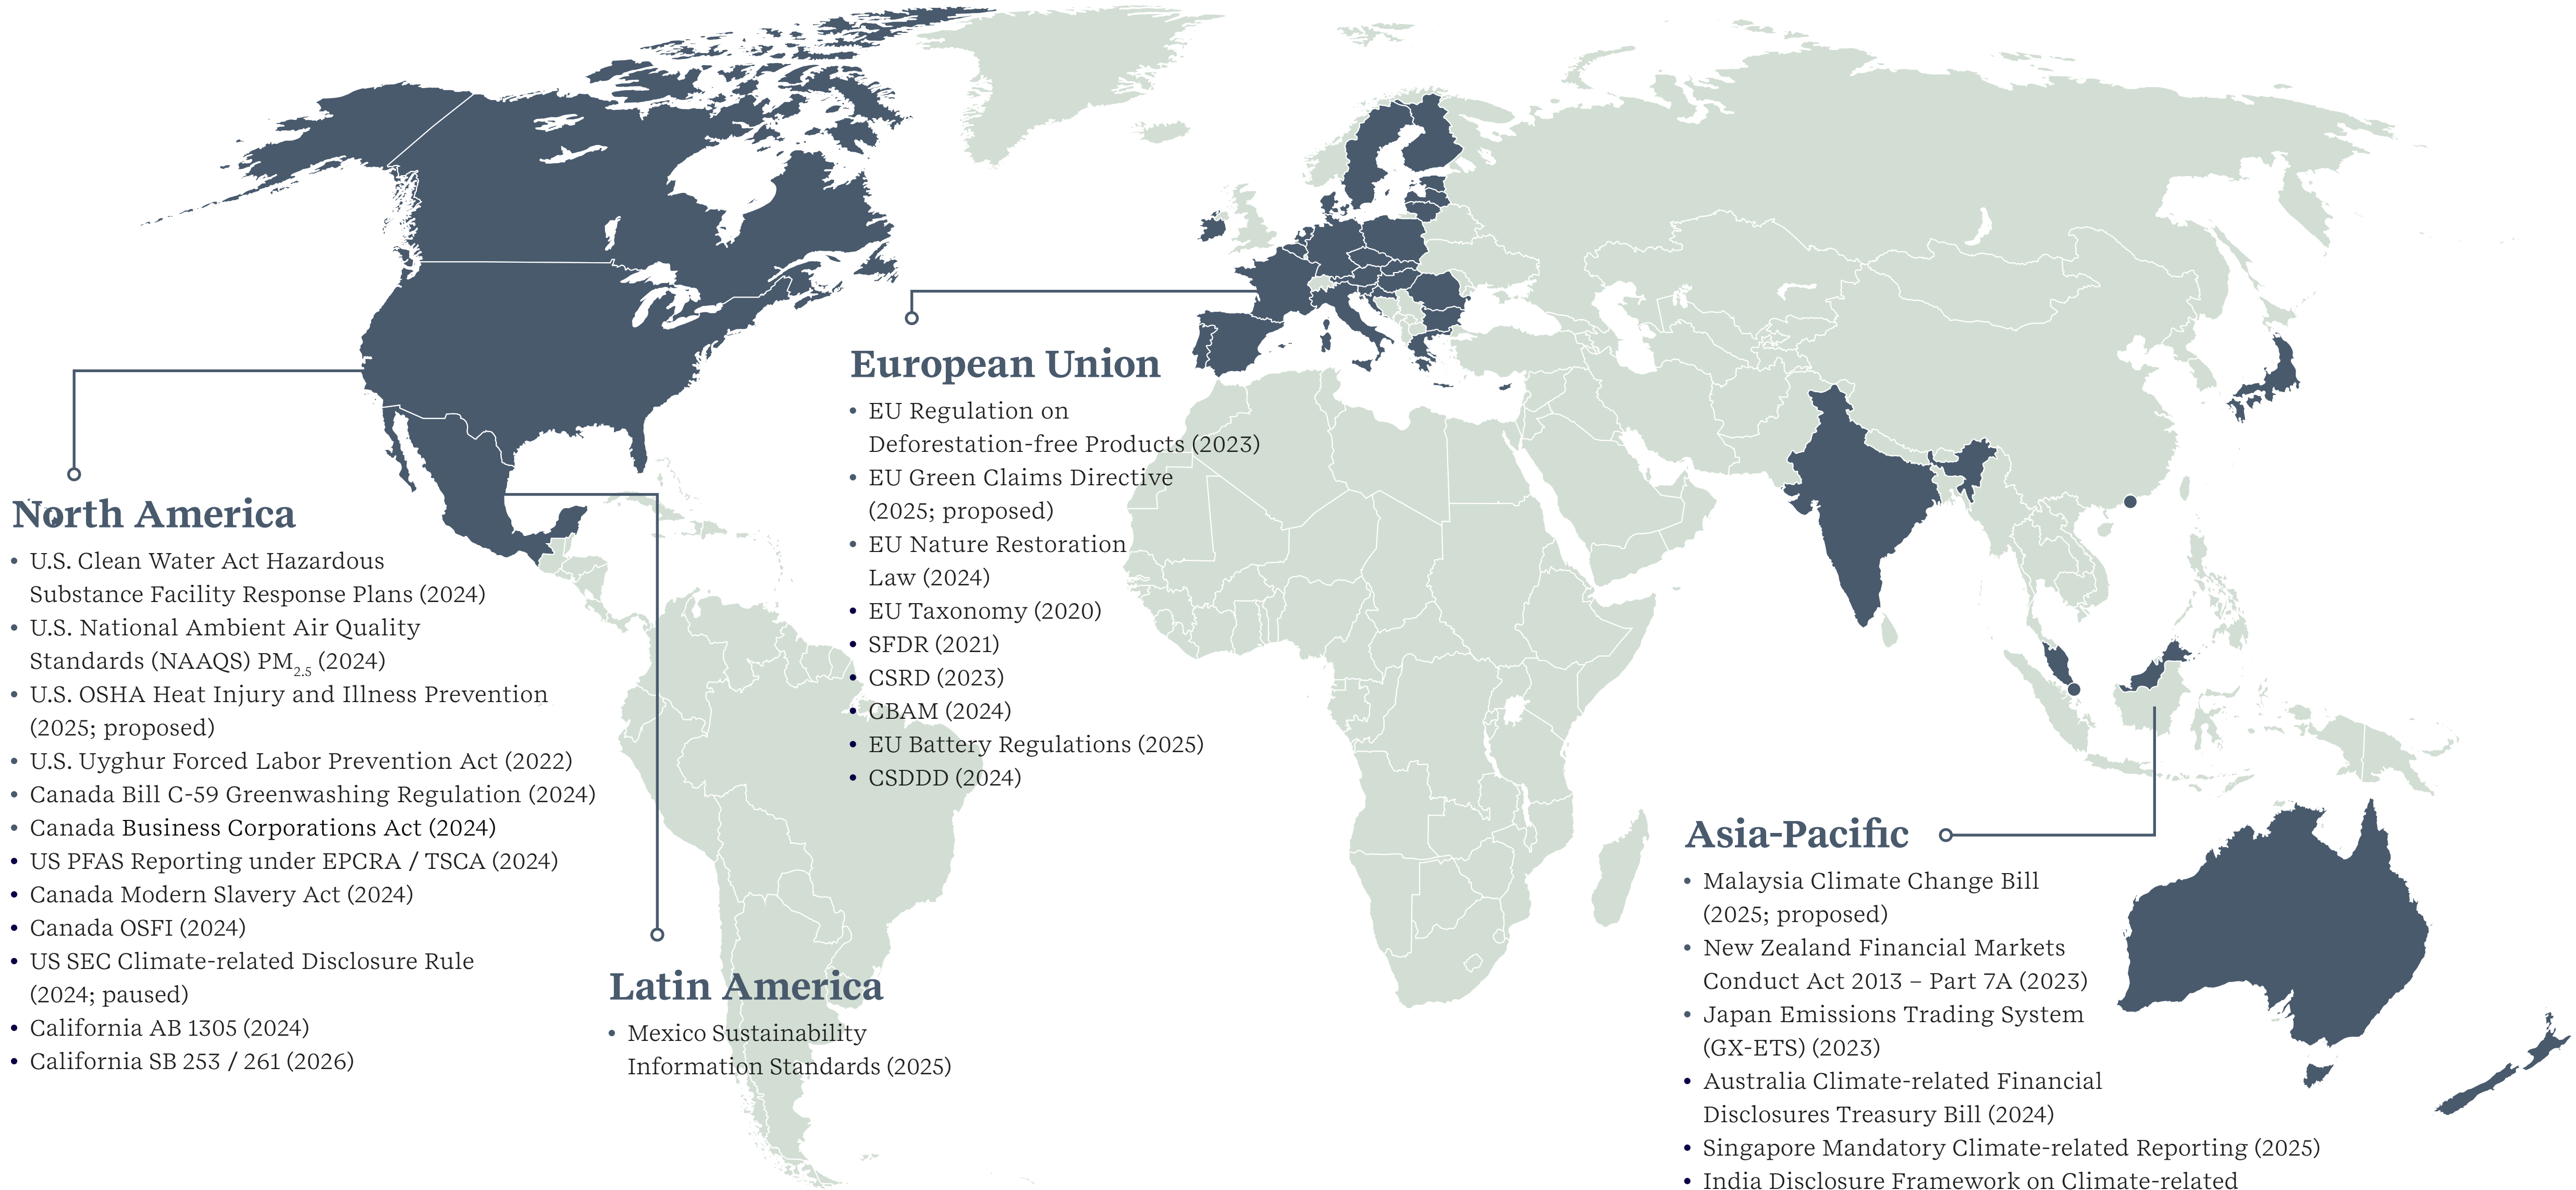 North America
• U.S. Clean Water Act Hazardous
Substance Facility Response Plans (2024)
• U.S. National Ambient Air Quality
Standards (NAAQS) PM2.5 (2024)
• U.S. OSHA Heat Injury and Illness Prevention
(2025; proposed)
• U.S. Uyghur Forced Labor Prevention Act (2022)
• Canada Bill C-59 Greenwashing Regulation (2024)
• Canada Business Corporations Act (2024)
• US PFAS Reporting under EPCRA / TSCA (2024)
• Canada Modern Slavery Act (2024)
• Canada OSFI (2024)
• US SEC Climate-related Disclosure Rule
(2024; paused)
• California AB 1305 (2024)
• California SB 253 / 261 (2026)
Latin America
• Mexico Sustainability
Information Standards (2025)
European Union
• EU Regulation on
Deforestation-free Products (2023)
• EU Green Claims Directive
(2025; proposed)
• EU Nature Restoration
Law (2024)
• EU Taxonomy (2020)
• SFDR (2021)
• CSRD (2023)
• CBAM (2024)
• EU Battery Regulations (2025)
• CSDDD (2024)
Asia-Pacific
• Malaysia Climate Change Bill
(2025; proposed)
• New Zealand Financial Markets
Conduct Act 2013 – Part 7A (2023)
• Japan Emissions Trading System
(GX-ETS) (2023)
• Australia Climate-related Financial
Disclosures Treasury Bill (2024)
• Singapore Mandatory Climate-related Reporting (2025)
• India Disclosure Framework on Climate-related